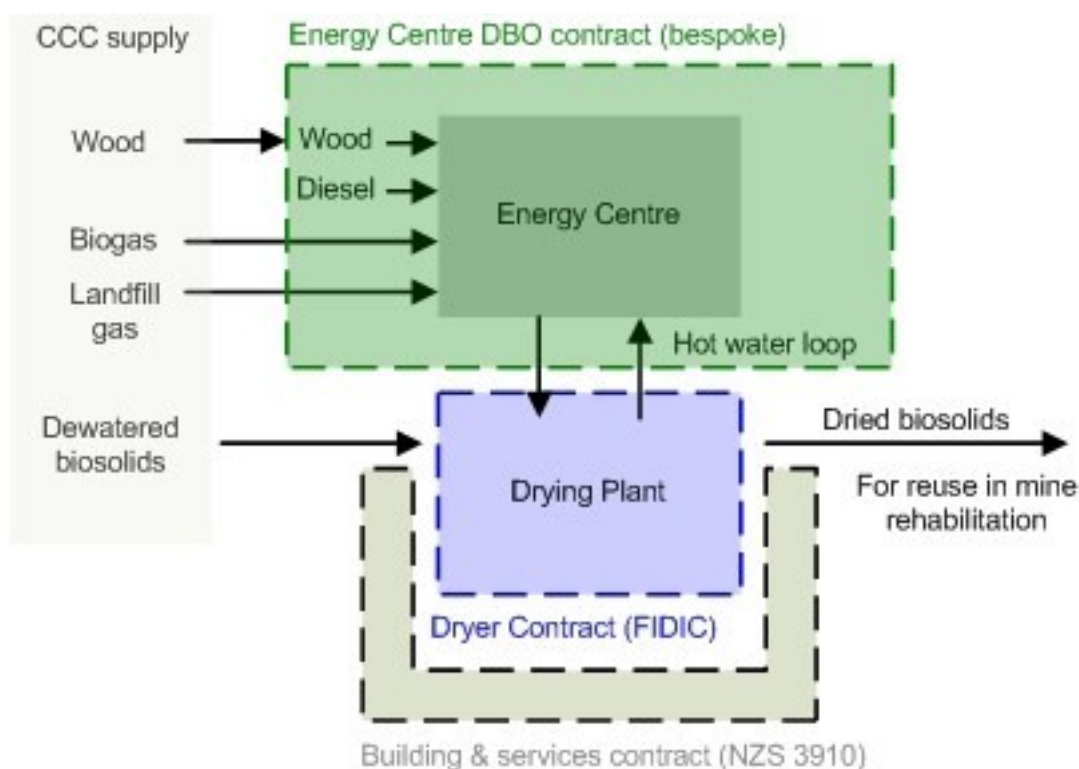 CCC supply
Energy Centre DBO contract (bespoke)
Wood
Wood
Diesel
Energy Centre
Biogas
Landfill
gas
Hot water loop
Dewatered
biosolids
Dried biosolids
Drying Plant
For reuse in mine
rehabilitation
Dryer Contract (FIDIC)
Building & services contract (NZS 3910)